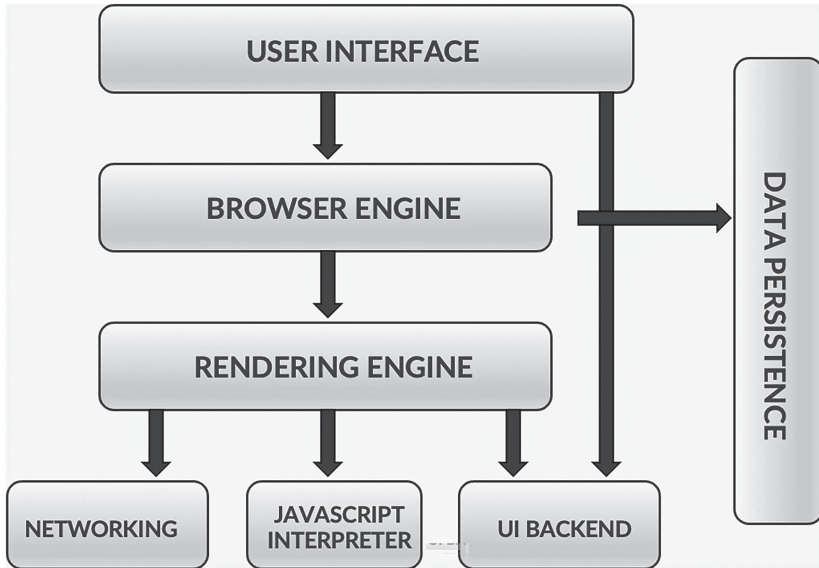 USER INTERFACE
BROWSER ENGINE
DATA PERSISTENCE
RENDERING ENGINE
NETWORKING
JAVASCRIPT
INTERPRETER
UI BACKEND